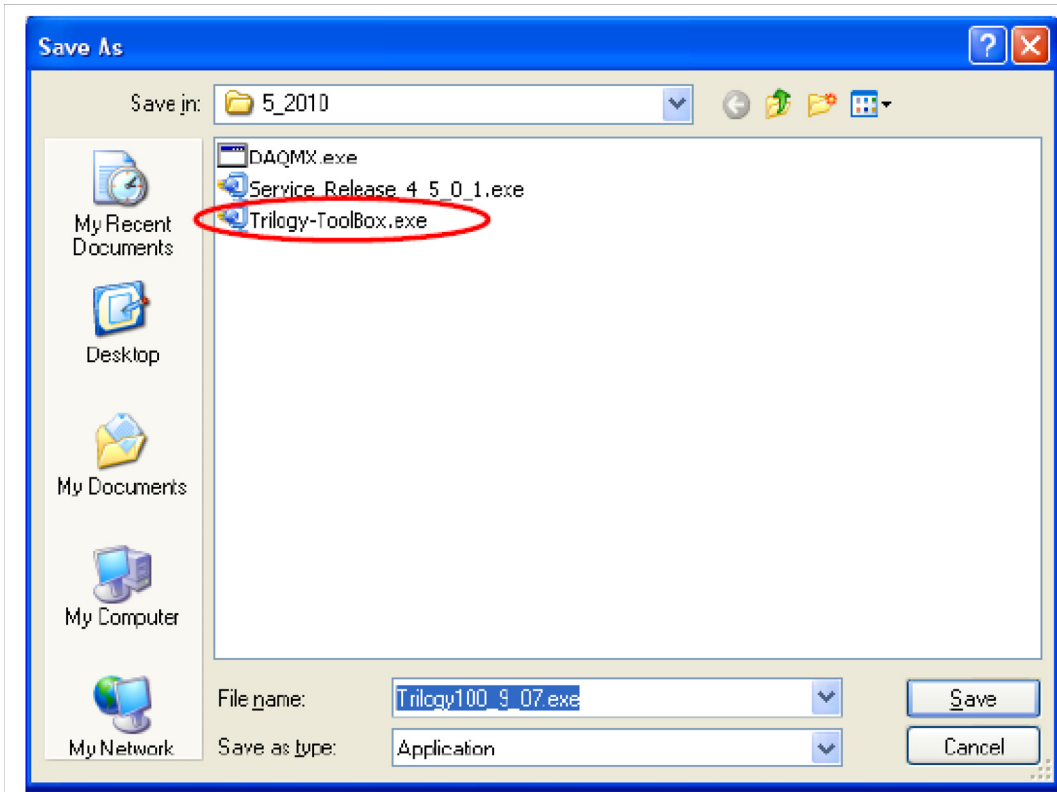 Save As
Save in:
5_2010
DAQMX.exe
Service_Release_4_5_0_1.exe
Trilogy-ToolBox.exe
My Recent
Documents
Desktop
My Documents
My Computer
My Network
File name:
Trilogy100_9_07.exe
Save
Save as type:
Application
Cancel